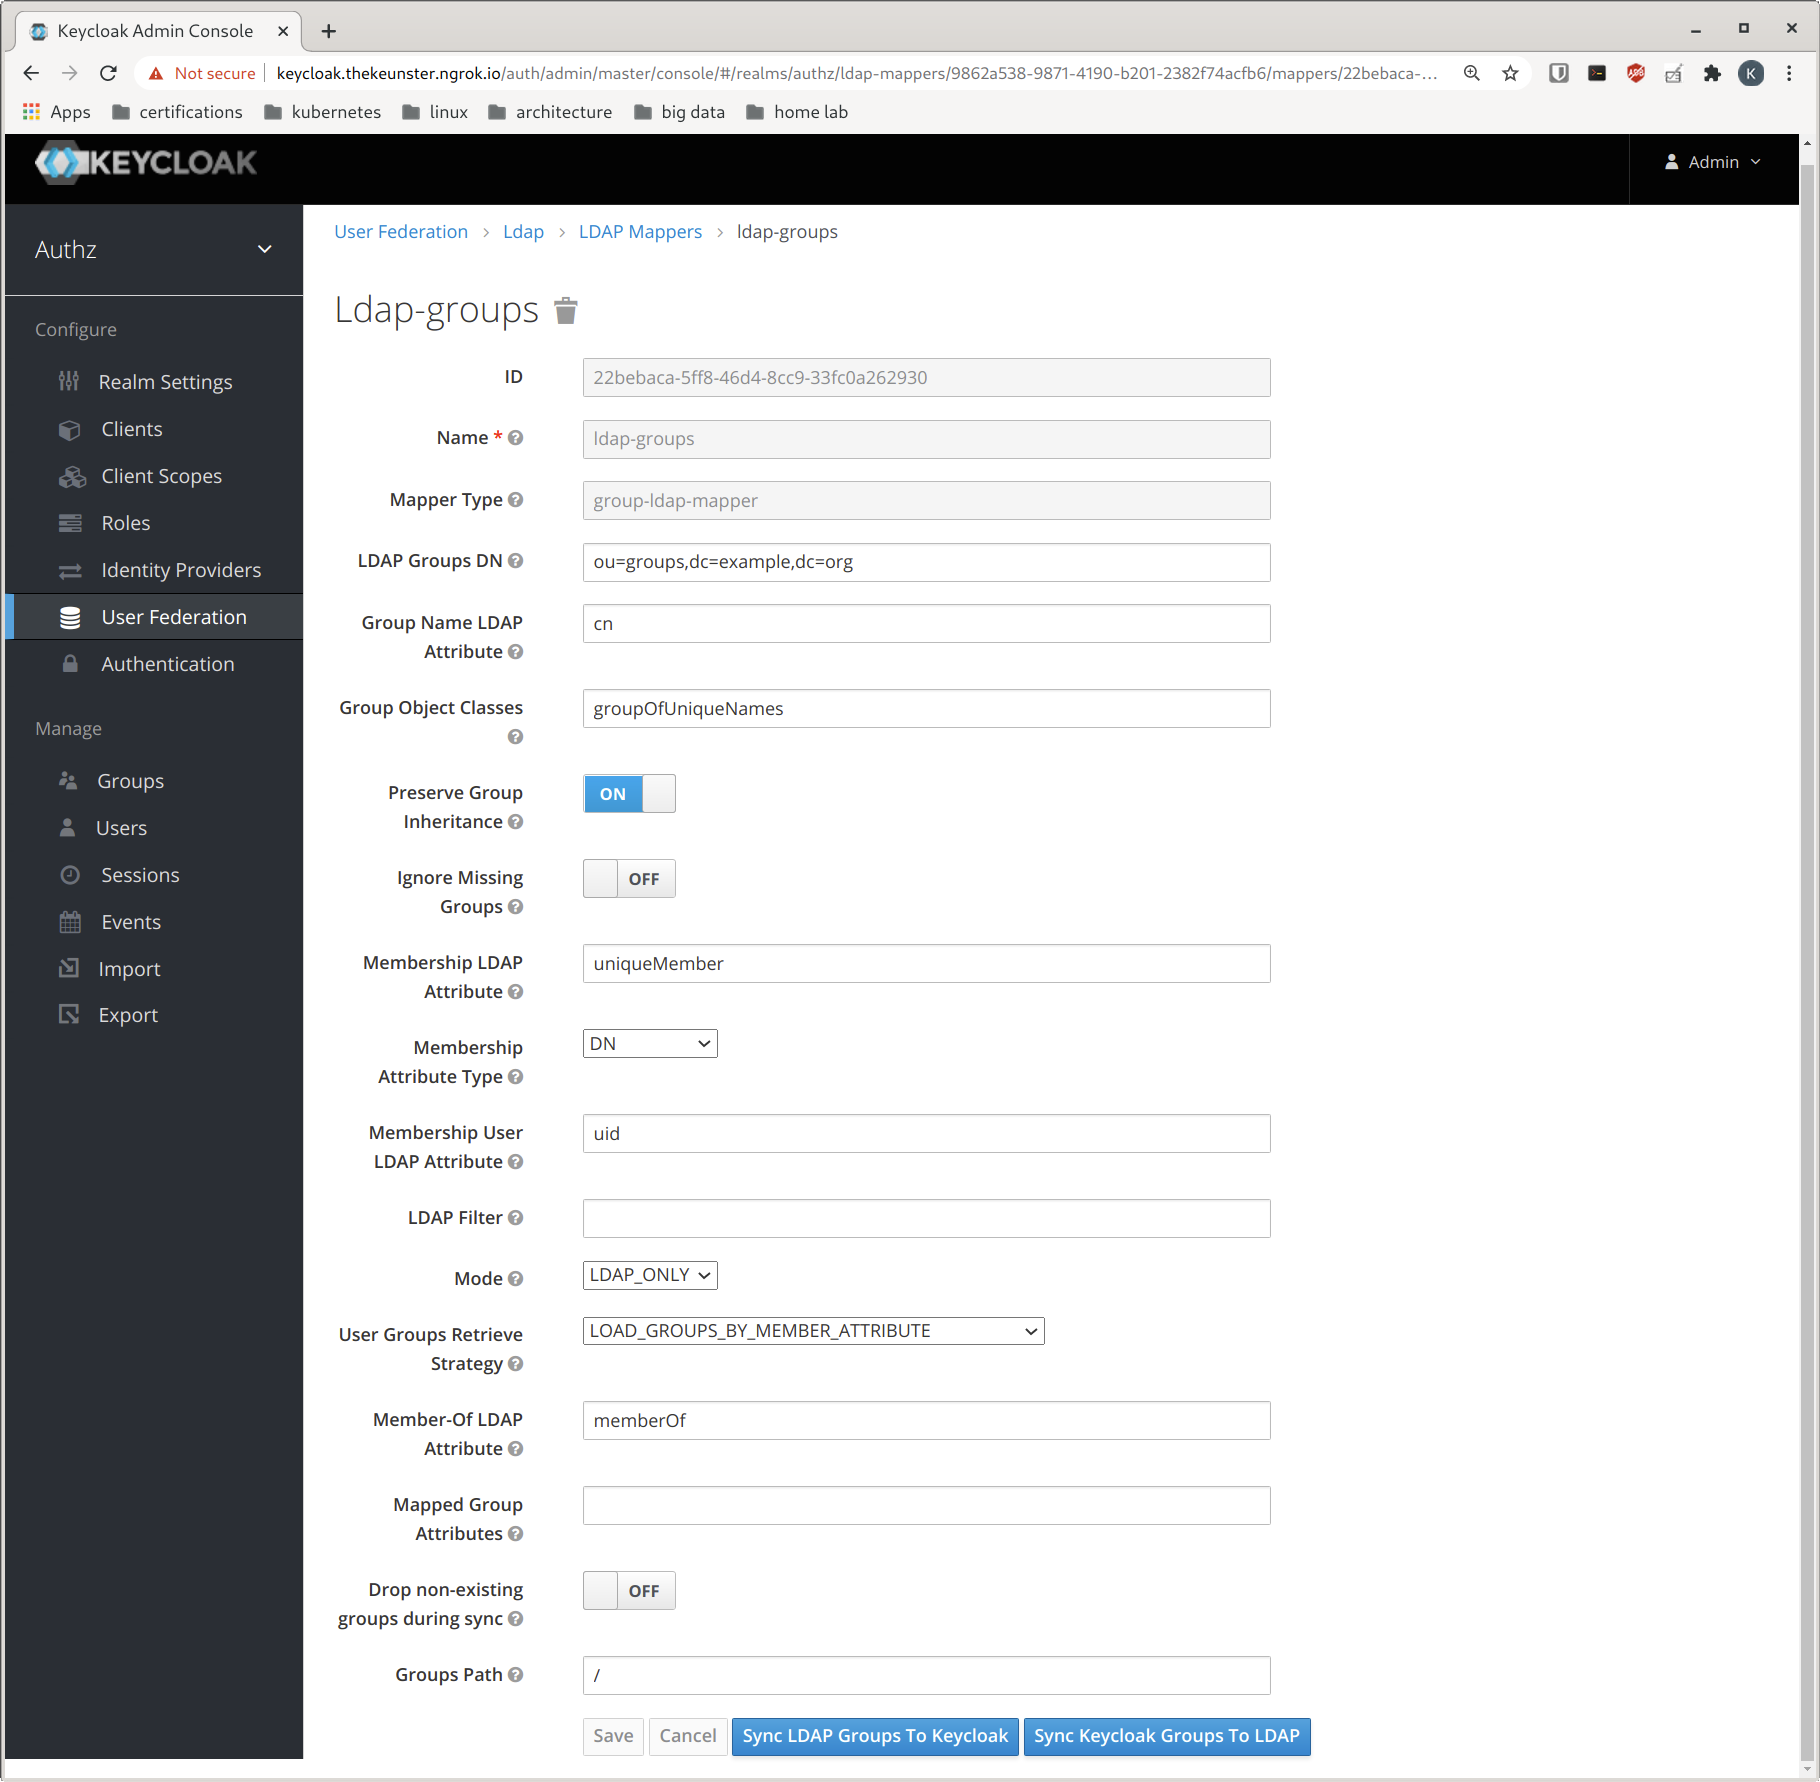 Keycloak Admin Console
Not secure keycloak.thekeunster.ngrok.io/auth/admin/master/console/#/realms/authz/ldap-mappers/9862a538-9871-4190-b201-2382f74acfb6/mappers/22bebaca-...
K
Apps certifications kubernetes linux architecture big data home lab
KEYCLOAK
Admin
Authz
Configure
Realm Settings
Clients
Client Scopes
Roles
Identity Providers
User Federation
Authentication
Manage
Groups
Users
Sessions
Events
Import
Export
User Federation > Ldap > LDAP Mappers > ldap-groups
Ldap-groups
ID 22bebaca-5ff8-46d4-8cc9-33fc0a262930
Name * ldap-groups
Mapper Type group-ldap-mapper
LDAP Groups DN ou=groups,dc=example,dc=org
Group Name LDAP
Attribute
cn
Group Object Classes groupOfUniqueNames
Preserve Group
Inheritance
ON
Ignore Missing
Groups
OFF
Membership LDAP
Attribute
uniqueMember
Membership
Attribute Type
DN
Membership User
LDAP Attribute
uid
LDAP Filter
Mode LDAP_ONLY
User Groups Retrieve
Strategy
LOAD_GROUPS_BY_MEMBER_ATTRIBUTE
Member-Of LDAP
Attribute
memberOf
Mapped Group
Attributes
Drop non-existing
groups during sync
OFF
Groups Path /
Save Cancel Sync LDAP Groups To Keycloak Sync Keycloak Groups To LDAP